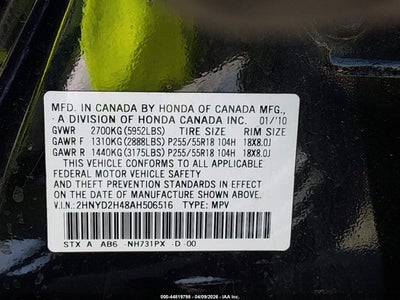 MFD. IN CANADA BY HONDA OF CANADA MFG.,
A DIVISION OF HONDA CANADA INC. 01/'10
GVWR 2700KG(5952LBS) TIRE SIZE RIM SIZE
GAWR F 1310KG(2888LBS) P255/55R18 104H 18X8.0J
GAWR R 1440KG(3175LBS) P255/55R18 104H 18X8.0J
THIS VEHICLE CONFORMS TO ALL APPLICABLE
FEDERAL MOTOR VEHICLE SAFETY
AND THEFT PREVENTION STANDARDS IN EFFECT
ON THE DATE OF MANUFACTURE SHOWN ABOVE.
V.I.N.:2HNYD2H48AH506516 TYPE: MPV
STX A AB6 -NH731PX -D -00
000-44819798 - 04/09/2026 - IAA Inc.